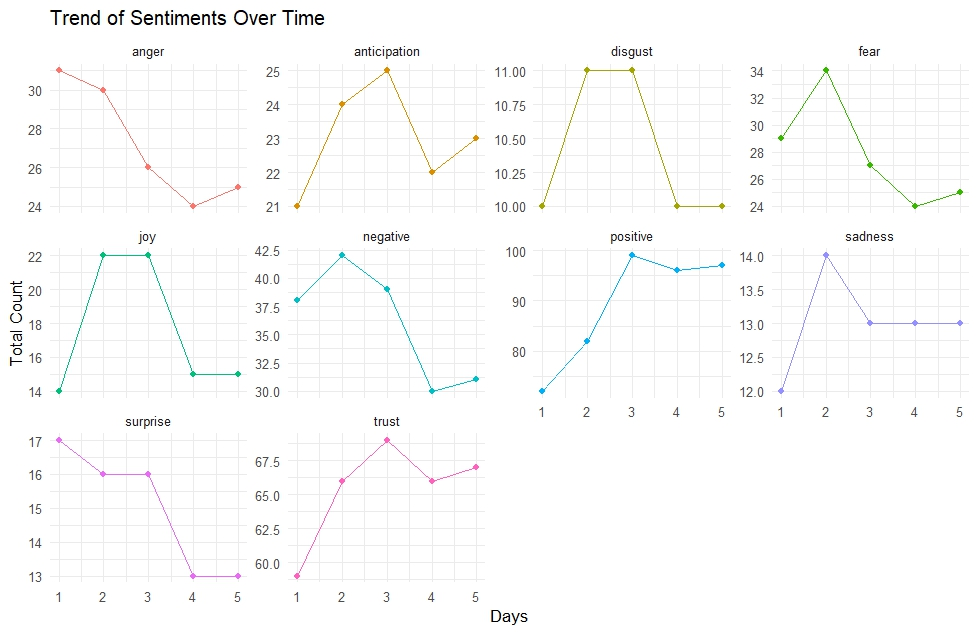 Trend of Sentiments Over Time
anger
anticipation
disgust
fear
30
28
26
24
25
24
23
22
21
11.00
10.75
10.50
10.25
10.00
34
32
30
28
26
24
joy
negative
positive
sadness
22
20
18
16
14
42.5
40.0
37.5
35.0
32.5
30.0
100
90
80
14.0
13.5
13.0
12.5
12.0
1 2 3 4 5
1 2 3 4 5
Total Count
surprise
trust
17
16
15
14
13
67.5
65.0
62.5
60.0
1 2 3 4 5
1 2 3 4 5
Days